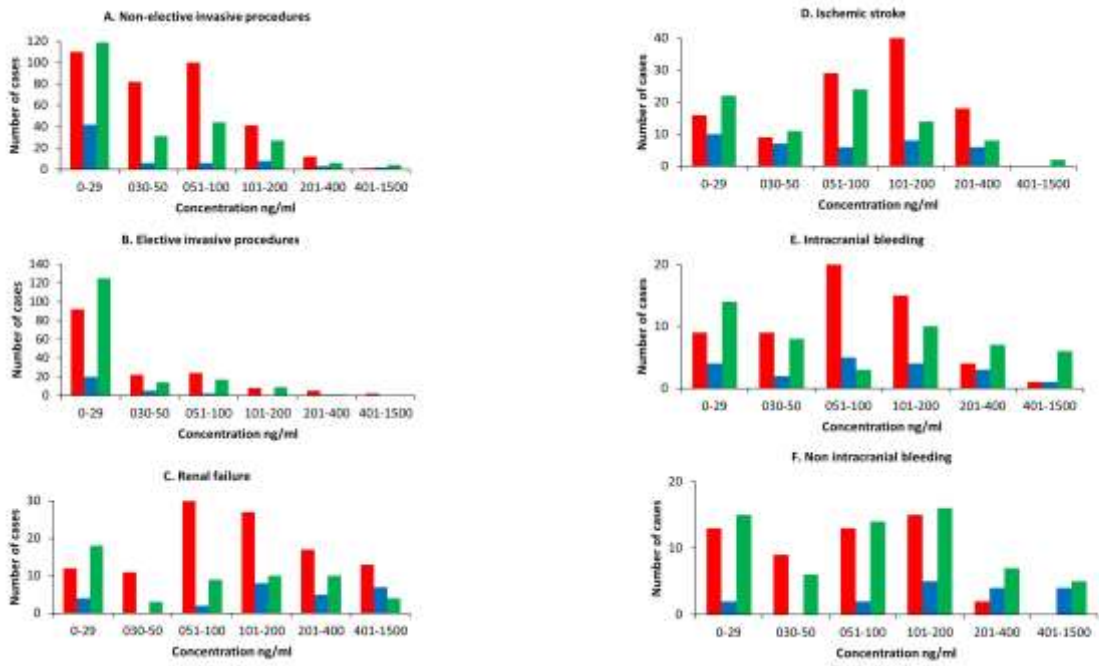 A. Non-elective invasive procedures
Number of cases
120
100
80
60
40
20
0
0-29 030-50 051-100 101-200 201-400 401-1500
Concentration ng/ml
B. Elective invasive procedures
Number of cases
140
120
100
80
60
40
20
0
0-29 030-50 051-100 101-200 201-400 401-1500
Concentration ng/ml
C. Renal failure
Number of cases
30
20
10
0
0-29 030-50 051-100 101-200 201-400 401-1500
Concentration ng/ml
D. Ischemic stroke
Number of cases
40
30
20
10
0
0-29 030-50 051-100 101-200 201-400 401-1500
Concentration ng/ml
E. Intracranial bleeding
Number of cases
20
10
0
0-29 030-50 051-100 101-200 201-400 401-1500
Concentration ng/ml
F. Non intracranial bleeding
Number of cases
20
10
0
0-29 030-50 051-100 101-200 201-400 401-1500
Concentration ng/ml